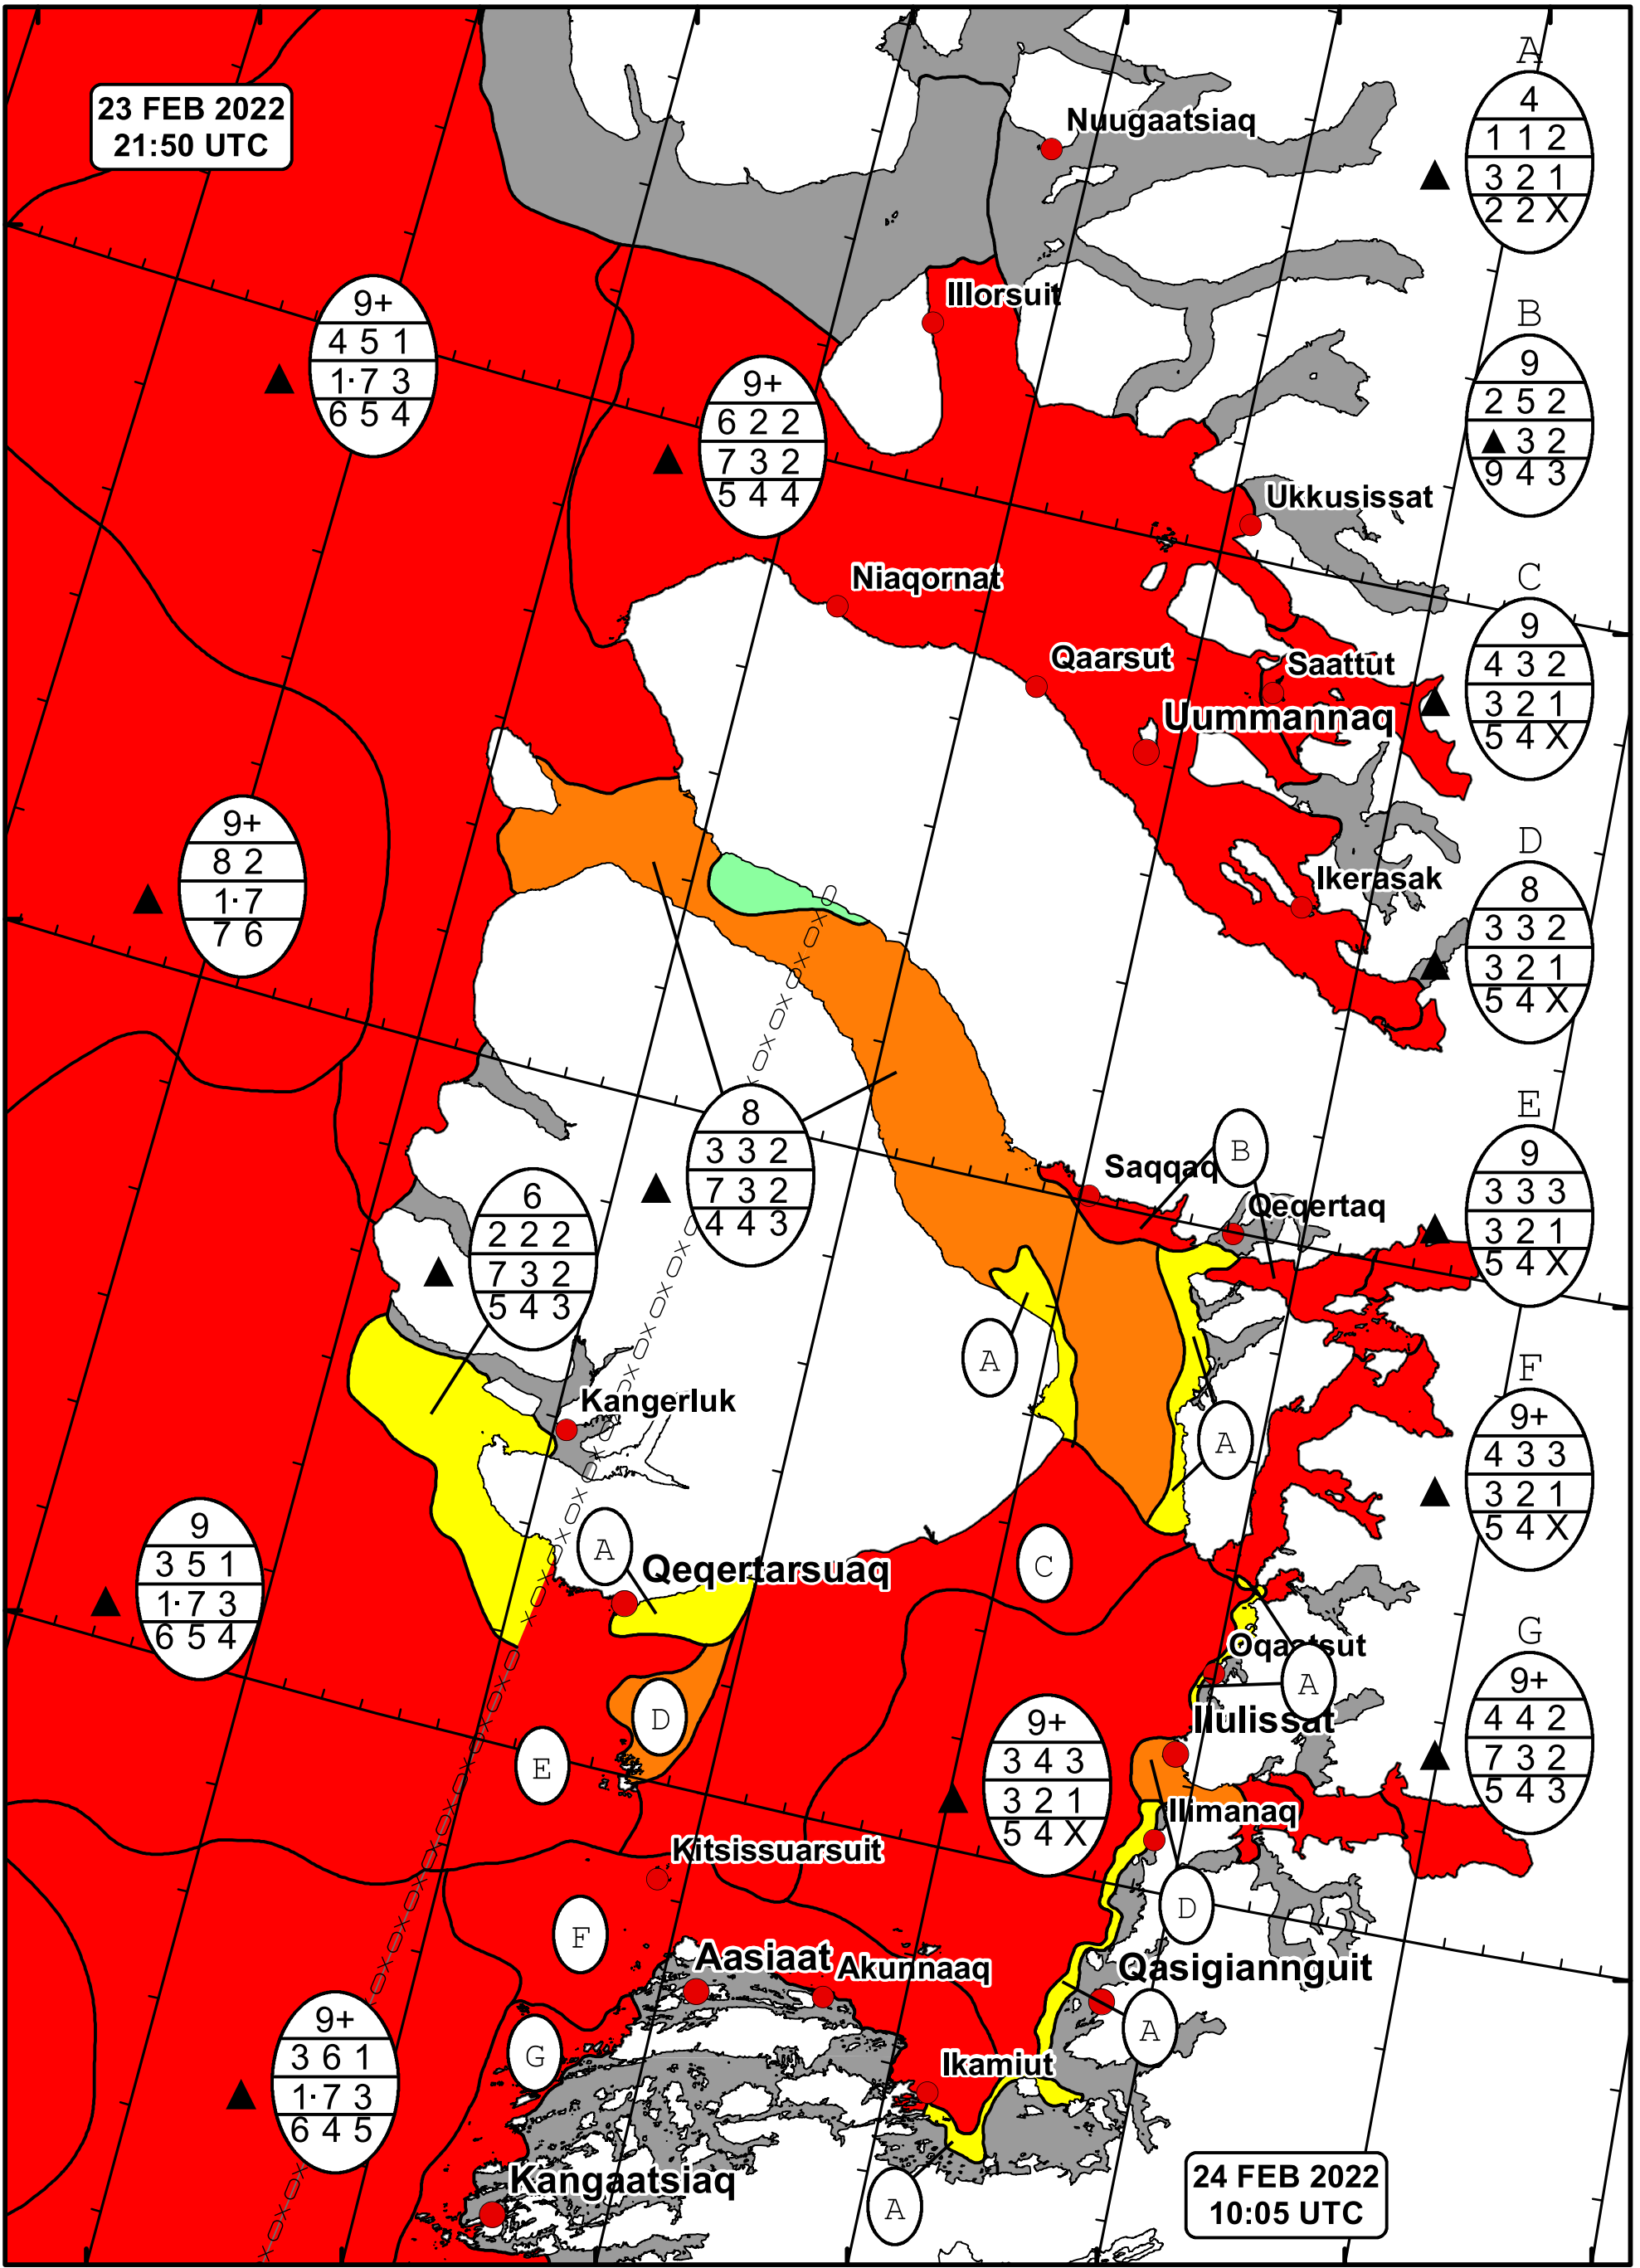 23 FEB 2022
21:50 UTC
Nuugaatsiaq
A
4
1 1 2
3 2 1
2 2 X
Illorsuit
9+
4 5 1
1· 7 3
6 5 4
9+
6 2 2
7 3 2
5 4 4
B
9
2 5 2
▲ 3 2
9 4 3
Ukkusissat
Niaqornat
C
9
4 3 2
3 2 1
5 4 X
Qaarsut
Saattut
Uummannaq
9+
8 2
1· 7
7 6
Ikerasak
D
8
3 3 2
3 2 1
5 4 X
8
3 3 2
7 3 2
4 4 3
B
Saqqaq
Qeqertaq
E
9
3 3 3
3 2 1
5 4 X
6
2 2 2
7 3 2
5 4 3
A
Kangerluk
A
F
9+
4 3 3
3 2 1
5 4 X
9
3 5 1
1· 7 3
6 5 4
A
Qeqertarsuaq
C
Oqaatsut
A
G
9+
4 4 2
7 3 2
5 4 3
D
E
9+
3 4 3
3 2 1
5 4 X
Ilulissat
Ilimanaq
Kitsissuarsuit
D
F
Aasiaat
Akunnaaq
Qasigiannguit
A
G
Ikamiut
9+
3 6 1
1· 7 3
6 4 5
Kangaatsiaq
A
24 FEB 2022
10:05 UTC